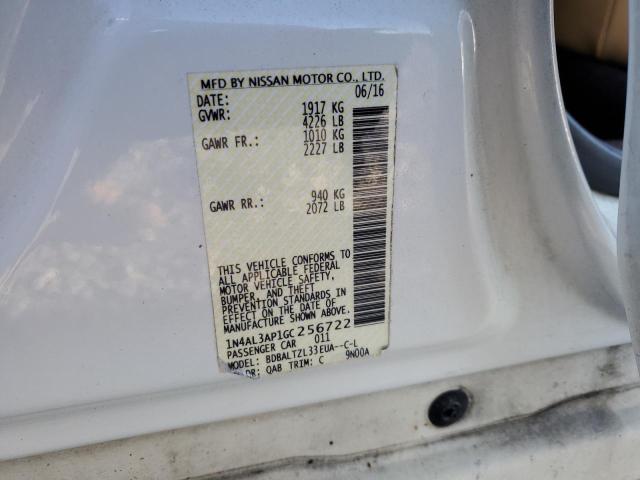 MFD BY NISSAN MOTOR CO., LTD.
DATE: 06/16
GVWR: 1917 KG
4226 LB
GAWR FR.: 1010 KG
2227 LB
GAWR RR.: 940 KG
2072 LB
THIS VEHICLE CONFORMS TO
ALL APPLICABLE FEDERAL
MOTOR VEHICLE SAFETY,
BUMPER, AND THEFT
PREVENTION STANDARDS IN
EFFECT ON THE DATE OF
MANUFACTURE SHOWN ABOVE.
1N4AL3AP1GC256722
PASSENGER CAR 011
MODEL: BDBALTZL33EUA--C-L
QAB TRIM: C 9N00A